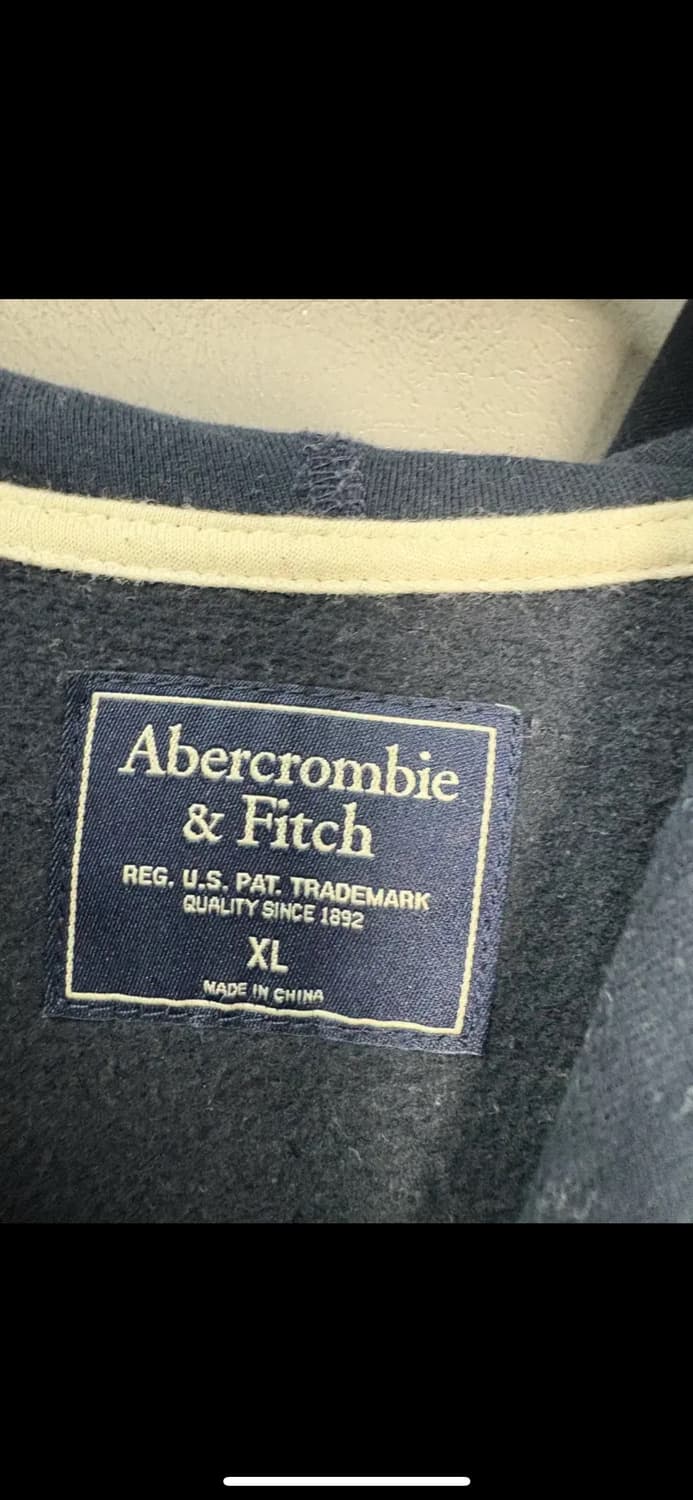 Abercrombie
& Fitch
REG. U.S. PAT. TRADEMARK
QUALITY SINCE 1892
XL
MADE IN CHINA